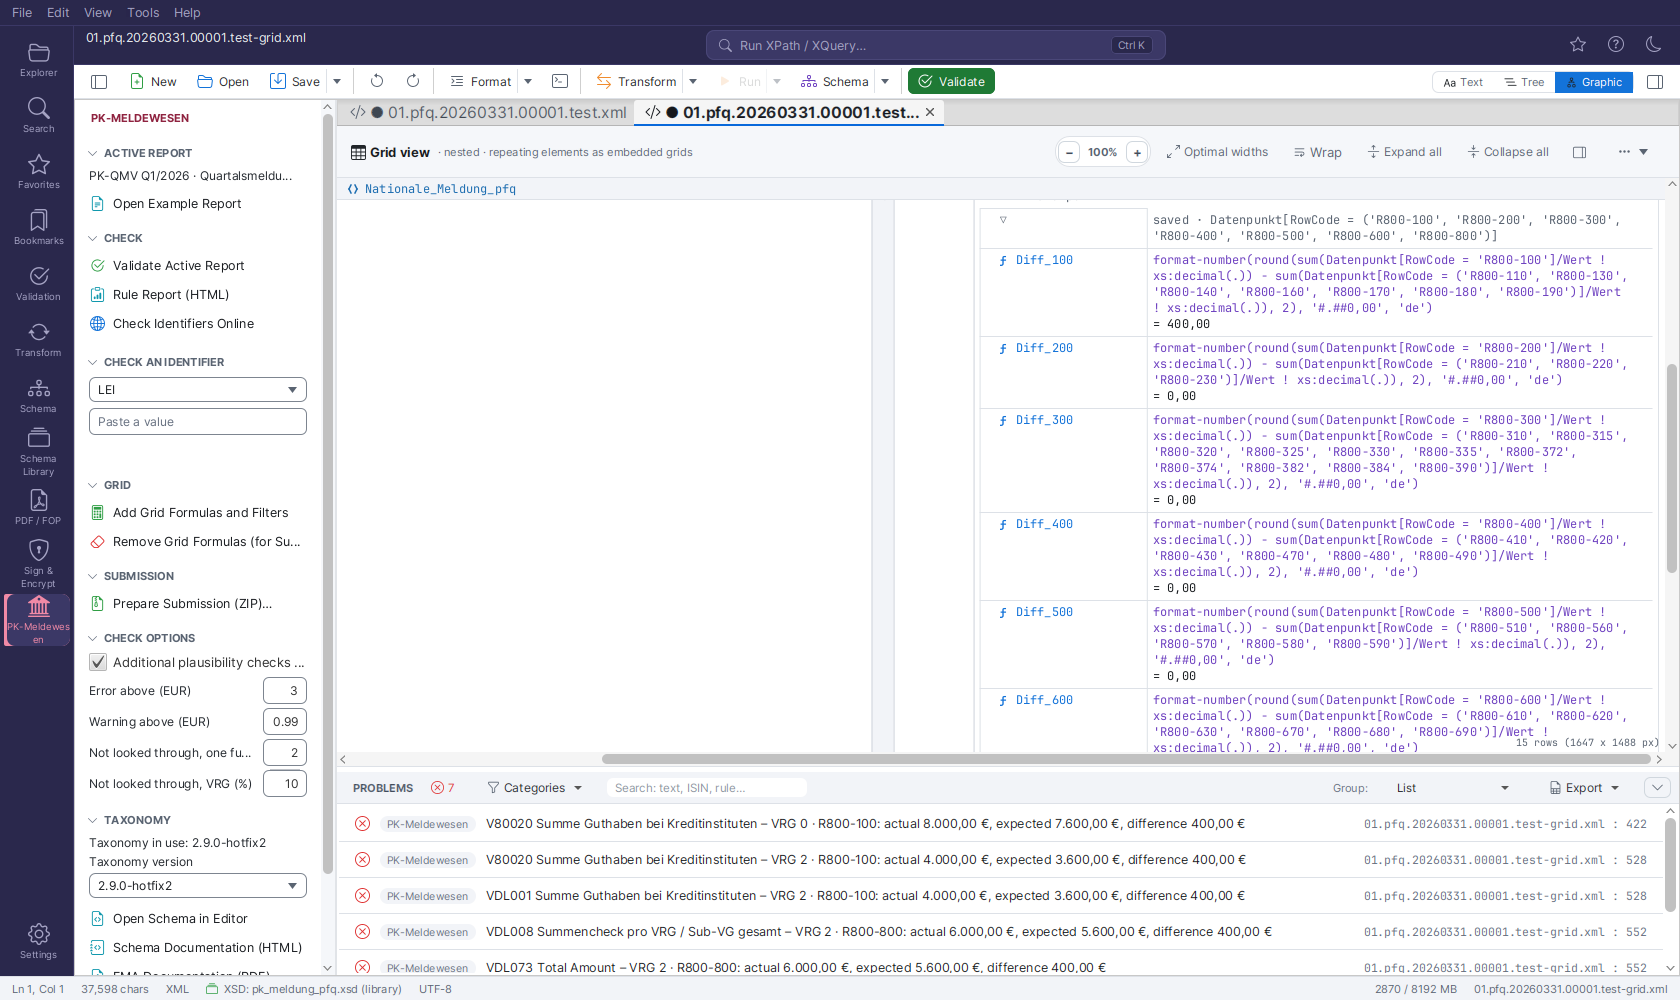 File Edit View Tools Help
01.pfq.20260331.00001.test-grid.xml
Run XPath / XQuery... Ctrl K
New Open Save Format Transform Run Schema Validate Text Tree Graphic
Explorer
Search
Favorites
Bookmarks
Validation
Transform
Schema
Schema
Library
PDF / FOP
Sign &
Encrypt
PK-Meldewes
en
Settings
PK-MELDEWESEN
ACTIVE REPORT
PK-QMV Q1/2026 · Quartalsmeldu...
Open Example Report
CHECK
Validate Active Report
Rule Report (HTML)
Check Identifiers Online
CHECK AN IDENTIFIER
LEI
Paste a value
GRID
Add Grid Formulas and Filters
Remove Grid Formulas (for Su...
SUBMISSION
Prepare Submission (ZIP)...
CHECK OPTIONS
Additional plausibility checks ...
Error above (EUR) 3
Warning above (EUR) 0.99
Not looked through, one fu... 2
Not looked through, VRG (%) 10
TAXONOMY
Taxonomy in use: 2.9.0-hotfix2
Taxonomy version
2.9.0-hotfix2
Open Schema in Editor
Schema Documentation (HTML)
01.pfq.20260331.00001.test.xml 01.pfq.20260331.00001.test...
Grid view · nested · repeating elements as embedded grids 100% Optimal widths Wrap Expand all Collapse all
Nationale_Meldung_pfq
saved · Datenpunkt[RowCode = ('R800-100', 'R800-200', 'R800-300',
'R800-400', 'R800-500', 'R800-600', 'R800-800')]
Diff_100 format-number(round(sum(Datenpunkt[RowCode = 'R800-100']/Wert !
xs:decimal(.)) - sum(Datenpunkt[RowCode = ('R800-110', 'R800-130',
'R800-140', 'R800-160', 'R800-170', 'R800-180', 'R800-190')]/Wert
! xs:decimal(.)), 2), '#.##0,00', 'de')
= 400,00
Diff_200 format-number(round(sum(Datenpunkt[RowCode = 'R800-200']/Wert !
xs:decimal(.)) - sum(Datenpunkt[RowCode = ('R800-210', 'R800-220',
'R800-230')]/Wert ! xs:decimal(.)), 2), '#.##0,00', 'de')
= 0,00
Diff_300 format-number(round(sum(Datenpunkt[RowCode = 'R800-300']/Wert !
xs:decimal(.)) - sum(Datenpunkt[RowCode = ('R800-310', 'R800-315',
'R800-320', 'R800-325', 'R800-330', 'R800-335', 'R800-372',
'R800-374', 'R800-382', 'R800-384', 'R800-390')]/Wert !
xs:decimal(.)), 2), '#.##0,00', 'de')
= 0,00
Diff_400 format-number(round(sum(Datenpunkt[RowCode = 'R800-400']/Wert !
xs:decimal(.)) - sum(Datenpunkt[RowCode = ('R800-410', 'R800-420',
'R800-430', 'R800-470', 'R800-480', 'R800-490')]/Wert !
xs:decimal(.)), 2), '#.##0,00', 'de')
= 0,00
Diff_500 format-number(round(sum(Datenpunkt[RowCode = 'R800-500']/Wert !
xs:decimal(.)) - sum(Datenpunkt[RowCode = ('R800-510', 'R800-560',
'R800-570', 'R800-580', 'R800-590')]/Wert ! xs:decimal(.)), 2),
'#.##0,00', 'de')
= 0,00
Diff_600 format-number(round(sum(Datenpunkt[RowCode = 'R800-600']/Wert !
xs:decimal(.)) - sum(Datenpunkt[RowCode = ('R800-610', 'R800-620',
'R800-630', 'R800-670', 'R800-680', 'R800-690')]/Wert !
xs:decimal(.)), 2), '#.##0,00', 'de')
15 rows (1647 x 1488 px)
PROBLEMS 7 Categories Search: text, ISIN, rule... Group: List Export
PK-Meldewesen V80020 Summe Guthaben bei Kreditinstituten – VRG 0 · R800-100: actual 8.000,00 €, expected 7.600,00 €, difference 400,00 € 01.pfq.20260331.00001.test-grid.xml : 422
PK-Meldewesen V80020 Summe Guthaben bei Kreditinstituten – VRG 2 · R800-100: actual 4.000,00 €, expected 3.600,00 €, difference 400,00 € 01.pfq.20260331.00001.test-grid.xml : 528
PK-Meldewesen VDL001 Summe Guthaben bei Kreditinstituten – VRG 2 · R800-100: actual 4.000,00 €, expected 3.600,00 €, difference 400,00 € 01.pfq.20260331.00001.test-grid.xml : 528
PK-Meldewesen VDL008 Summencheck pro VRG / Sub-VG gesamt – VRG 2 · R800-800: actual 6.000,00 €, expected 5.600,00 €, difference 400,00 € 01.pfq.20260331.00001.test-grid.xml : 552
PK-Meldewesen VDL073 Total Amount – VRG 2 · R800-800: actual 6.000,00 €, expected 5.600,00 €, difference 400,00 € 01.pfq.20260331.00001.test-grid.xml : 552
Ln 1, Col 1 37,598 chars XML XSD: pk_meldung_pfq.xsd (library) UTF-8 2870 / 8192 MB 01.pfq.20260331.00001.test-grid.xml